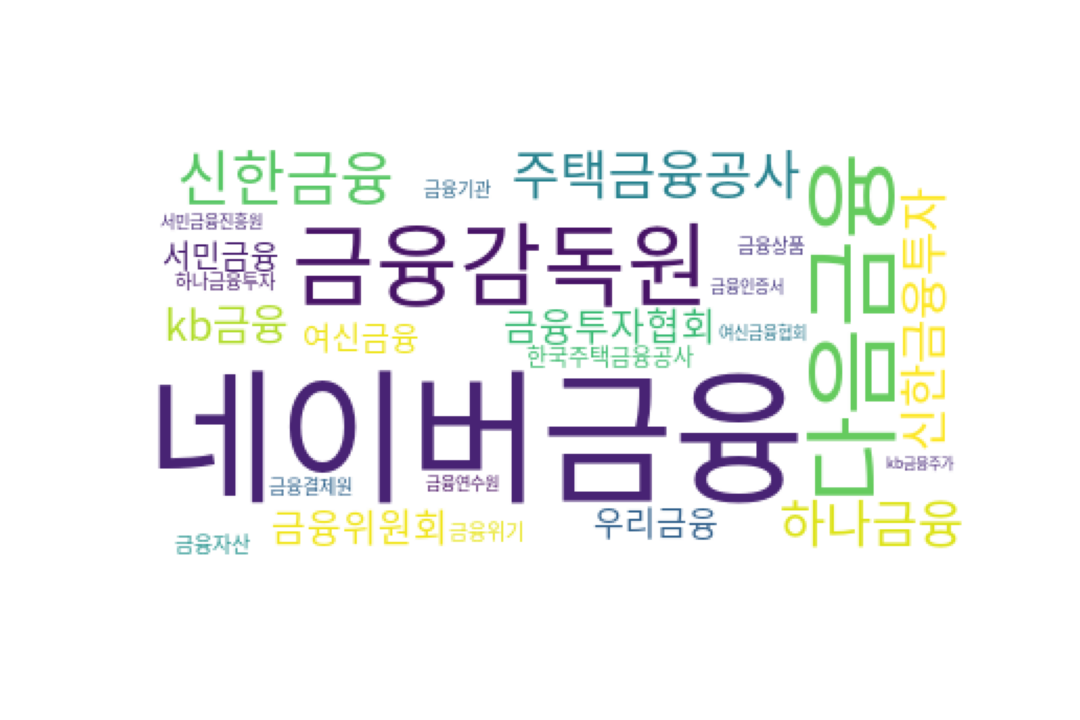 신한금융
금융기관
주택금융공사
다음금융
신한금융투자
서민금융진흥원
서민금융
하나금융투자
금융감독원
금융상품
금융인증서
kb금융
여신금융
금융투자협회
여신금융협회
한국주택금융공사
네이버금융
kb금융주가
금융결제원
금융연수원
금융자산
금융위원회
금융위기
우리금융
하나금융